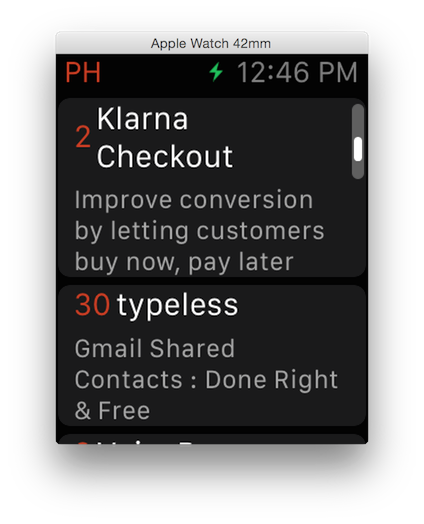 Apple Watch 42mm
PH 12:46 PM
2 Klarna
Checkout
Improve conversion
by letting customers
buy now, pay later
30 typeless
Gmail Shared
Contacts : Done Right
& Free